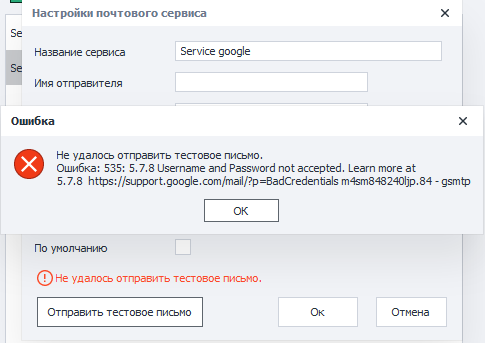 Настройки почтового сервиса
Se
Название сервиса
Service google
Se
Имя отправителя
Ошибка
Не удалось отправить тестовое письмо.
Ошибка: 535: 5.7.8 Username and Password not accepted. Learn more at
5.7.8 https://support.google.com/mail/?p=BadCredentials m4sm848240ljp.84 - gsmtp
OK
По умолчанию
Не удалось отправить тестовое письмо.
Отправить тестовое письмо
Ок
Отмена